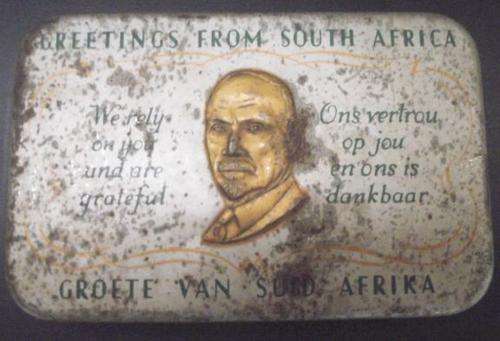 GREETINGS FROM SOUTH AFRICA
We rely
on you
and are
grateful
Ons vertrou
op jou
en ons is
dankbaar
GROETE VAN SUID AFRIKA